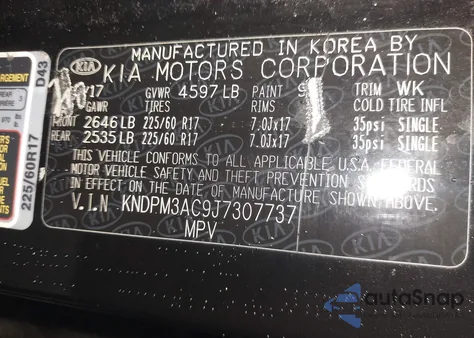 MANUFACTURED IN KOREA BY
KIA KIA MOTORS CORPORATION
17 GVWR 4597 LB PAINT TRIM WK
GAWR TIRES RIMS COLD TIRE INFL
FRONT 2646 LB 225/60 R17 7.0Jx17 35psi SINGLE
REAR 2535 LB 225/60 R17 7.0Jx17 35psi SINGLE
THIS VEHICLE CONFORMS TO ALL APPLICABLE U.S.A. FEDERAL
MOTOR VEHICLE SAFETY AND THEFT PREVENTION STANDARDS
IN EFFECT ON THE DATE OF MANUFACTURE SHOWN ABOVE.
V.I.N KNDPM3AC9J7307737
MPV
D43
225/60R17
autoSnap